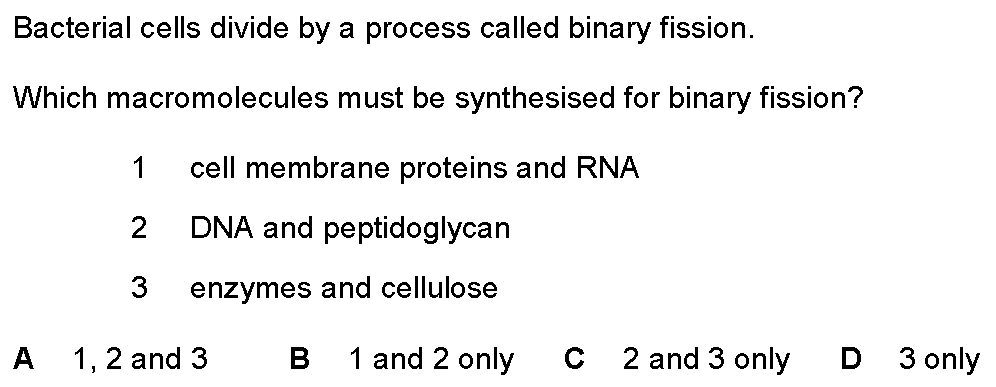 Bacterial cells divide by a process called binary fission.
Which macromolecules must be synthesised for binary fission?
1 cell membrane proteins and RNA
2 DNA and peptidoglycan
3 enzymes and cellulose
A 1, 2 and 3 B 1 and 2 only C 2 and 3 only D 3 only